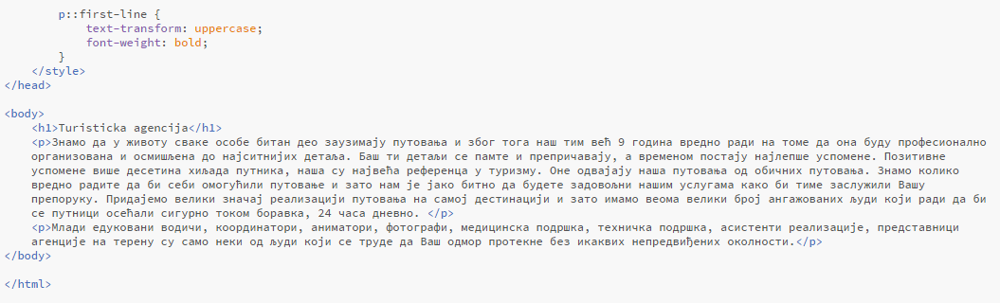 p::first-line {
text-transform: uppercase;
font-weight: bold;
}
</style>
</head>
<body>
<h1>Turisticka agencija</h1>
<p>Знамо да у животу сваке особе битан део заузимају путовања и због тога наш тим већ 9 година вредно ради на томе да она буду професионално
организована и осмишљена до најситнијих детаља. Баш ти детаљи се памте и препричавају, а временом постају најлепше успомене. Позитивне
успомене више десетина хиљада путника, наша су највећа референца у туризму. Оне одвајају наша путовања од обичних путовања. Знамо колико
вредно радите да би себи омогућили путовање и зато нам је јако битно да будете задовољни нашим услугама како би тиме заслужили Вашу
препоруку. Придајемо велики значај реализацији путовања на самој дестинацији и зато имамо веома велики број ангажованих људи који ради да би
се путници осећали сигурно током боравка, 24 часа дневно. </p>
<p>Млади едуковани водичи, координатори, аниматори, фотографи, медицинска подршка, техничка подршка, асистенти реализације, представници
агенције на терену су само неки од људи који се труде да Ваш одмор протекне без икаквих непредвиђених околности.</p>
</body>
</html>